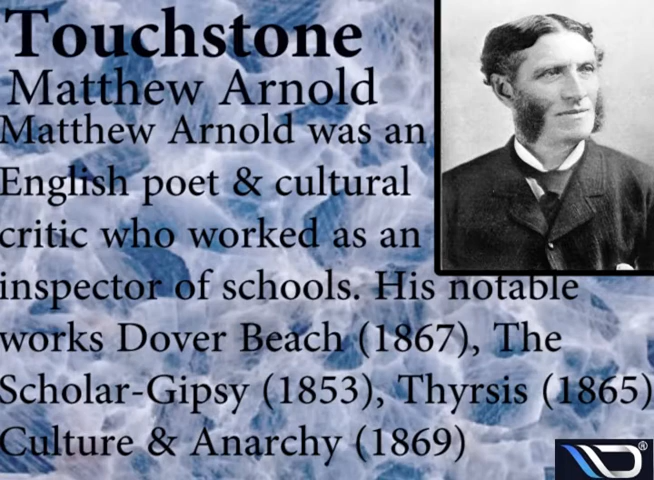 Touchstone
Matthew Arnold
Matthew Arnold was an
English poet & cultural
critic who worked as an
inspector of schools. His notable
works Dover Beach (1867), The
Scholar-Gipsy (1853), Thyrsis (1865)
Culture & Anarchy (1869)
®